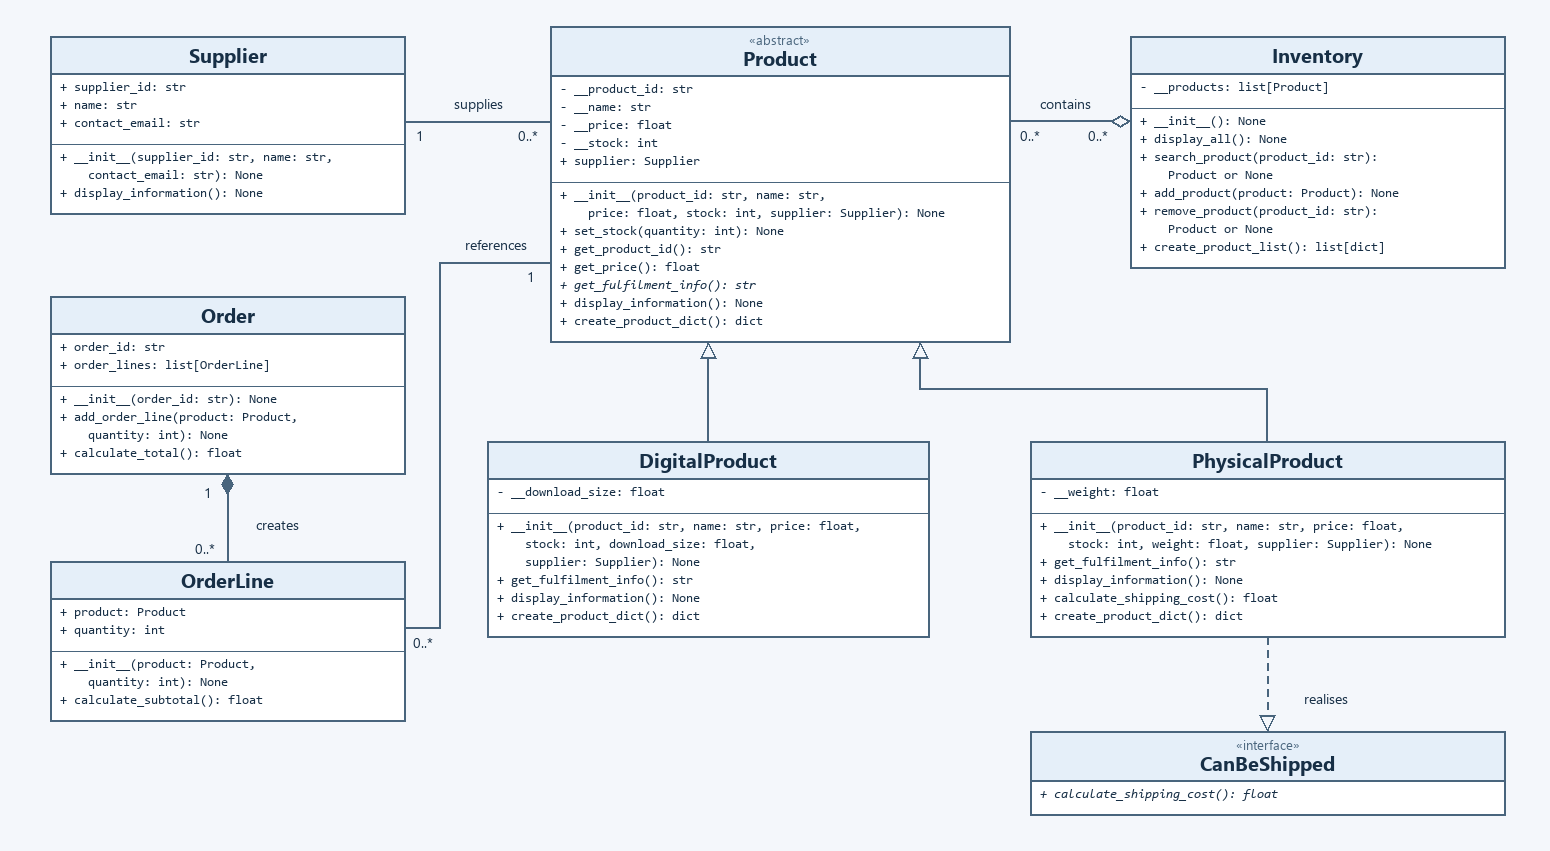 Supplier
+ supplier_id: str
+ name: str
+ contact_email: str
+ __init__(supplier_id: str, name: str,
contact_email: str): None
+ display_information(): None
supplies
1
0..*
«abstract»
Product
- __product_id: str
- __name: str
- __price: float
- __stock: int
+ supplier: Supplier
+ __init__(product_id: str, name: str,
price: float, stock: int, supplier: Supplier): None
+ set_stock(quantity: int): None
+ get_product_id(): str
+ get_price(): float
+ get_fulfilment_info(): str
+ display_information(): None
+ create_product_dict(): dict
contains
0..*
0..*
Inventory
- __products: list[Product]
+ __init__(): None
+ display_all(): None
+ search_product(product_id: str):
Product or None
+ add_product(product: Product): None
+ remove_product(product_id: str):
Product or None
+ create_product_list(): list[dict]
references
1
Order
+ order_id: str
+ order_lines: list[OrderLine]
+ __init__(order_id: str): None
+ add_order_line(product: Product,
quantity: int): None
+ calculate_total(): float
1
creates
0..*
OrderLine
+ product: Product
+ quantity: int
+ __init__(product: Product,
quantity: int): None
+ calculate_subtotal(): float
0..*
DigitalProduct
- __download_size: float
+ __init__(product_id: str, name: str, price: float,
stock: int, download_size: float,
supplier: Supplier): None
+ get_fulfilment_info(): str
+ display_information(): None
+ create_product_dict(): dict
PhysicalProduct
- __weight: float
+ __init__(product_id: str, name: str, price: float,
stock: int, weight: float, supplier: Supplier): None
+ get_fulfilment_info(): str
+ display_information(): None
+ calculate_shipping_cost(): float
+ create_product_dict(): dict
realises
«interface»
CanBeShipped
+ calculate_shipping_cost(): float